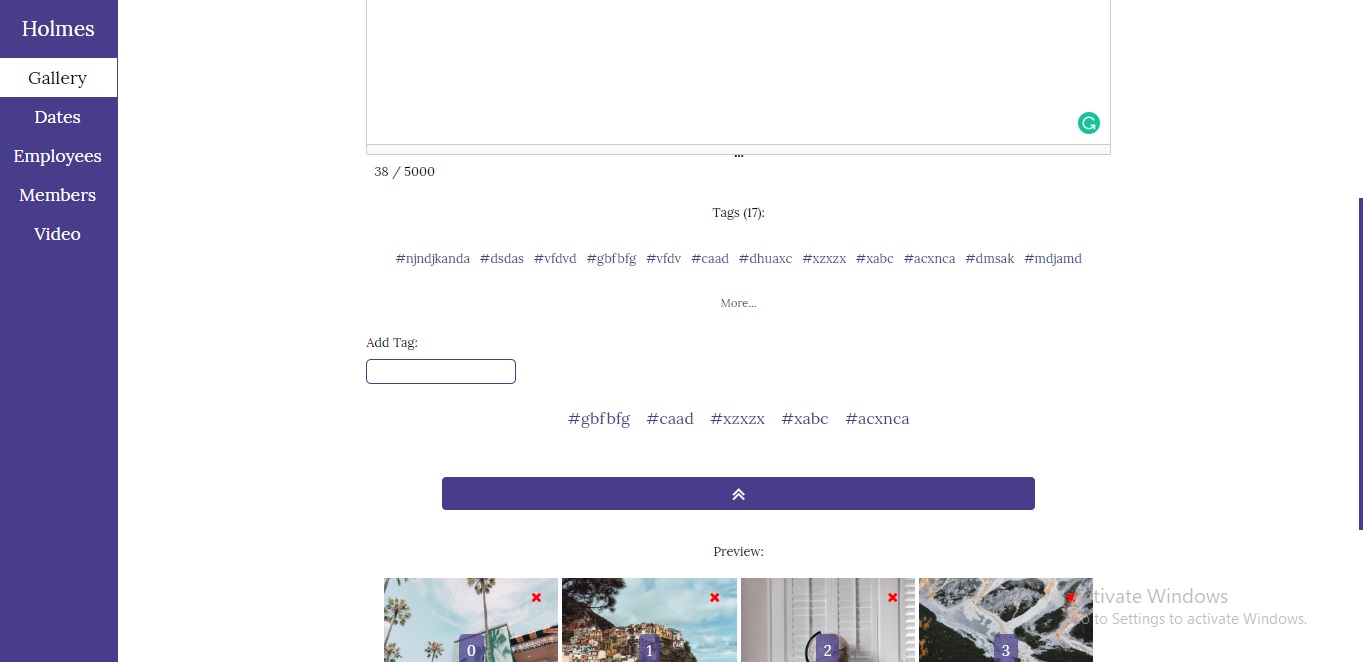 Holmes
Gallery
Dates
Employees
Members
Video
38 / 5000
Tags (17):
#njndjkanda #dsdas #vfdvd #gbfbfg #vfdv #caad #dhuaxc #xzxzx #xabc #acxnca #dmsak #mdjamd
More...
Add Tag:
#gbfbfg #caad #xzxzx #xabc #acxnca
Preview:
0 1 2 3
tivate Windows
to Settings to activate Windows.